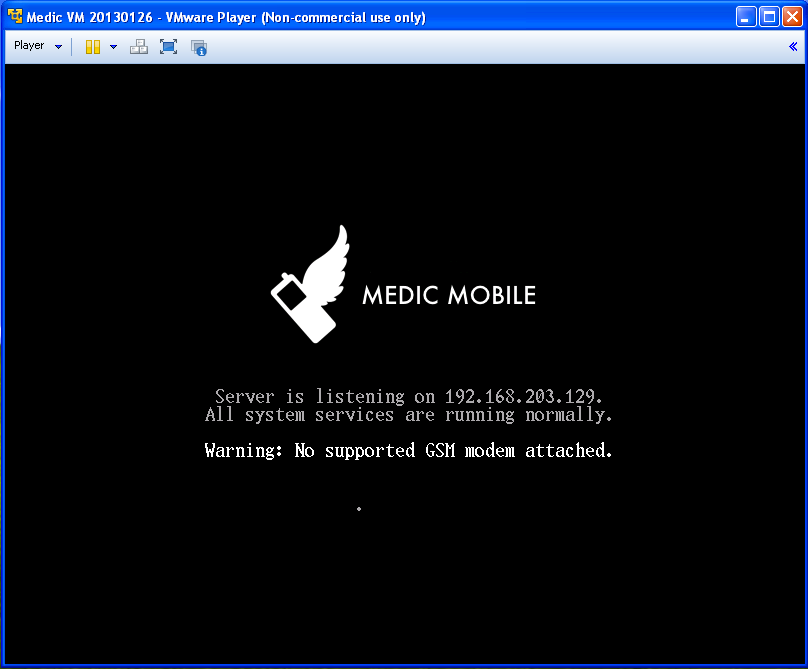 Medic VM 20130126 - VMware Player (Non-commercial use only)
Player
MEDIC MOBILE
Server is listening on 192.168.203.129.
All system services are running normally.
Warning: No supported GSM modem attached.